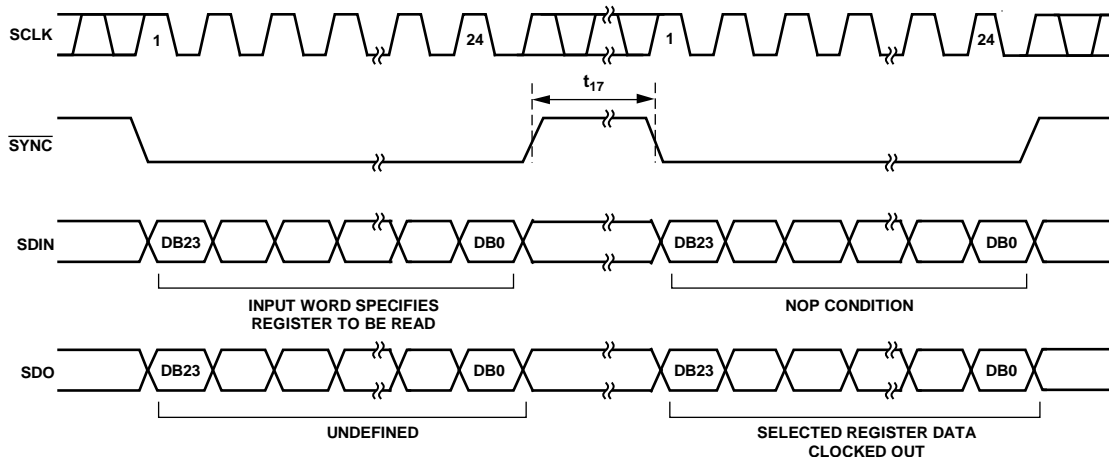 SCLK
1
24
1
24
t17
SYNC
SDIN
DB23
DB0
DB23
DB0
INPUT WORD SPECIFIES
REGISTER TO BE READ
NOP CONDITION
SDO
DB23
DB0
DB23
DB0
UNDEFINED
SELECTED REGISTER DATA
CLOCKED OUT